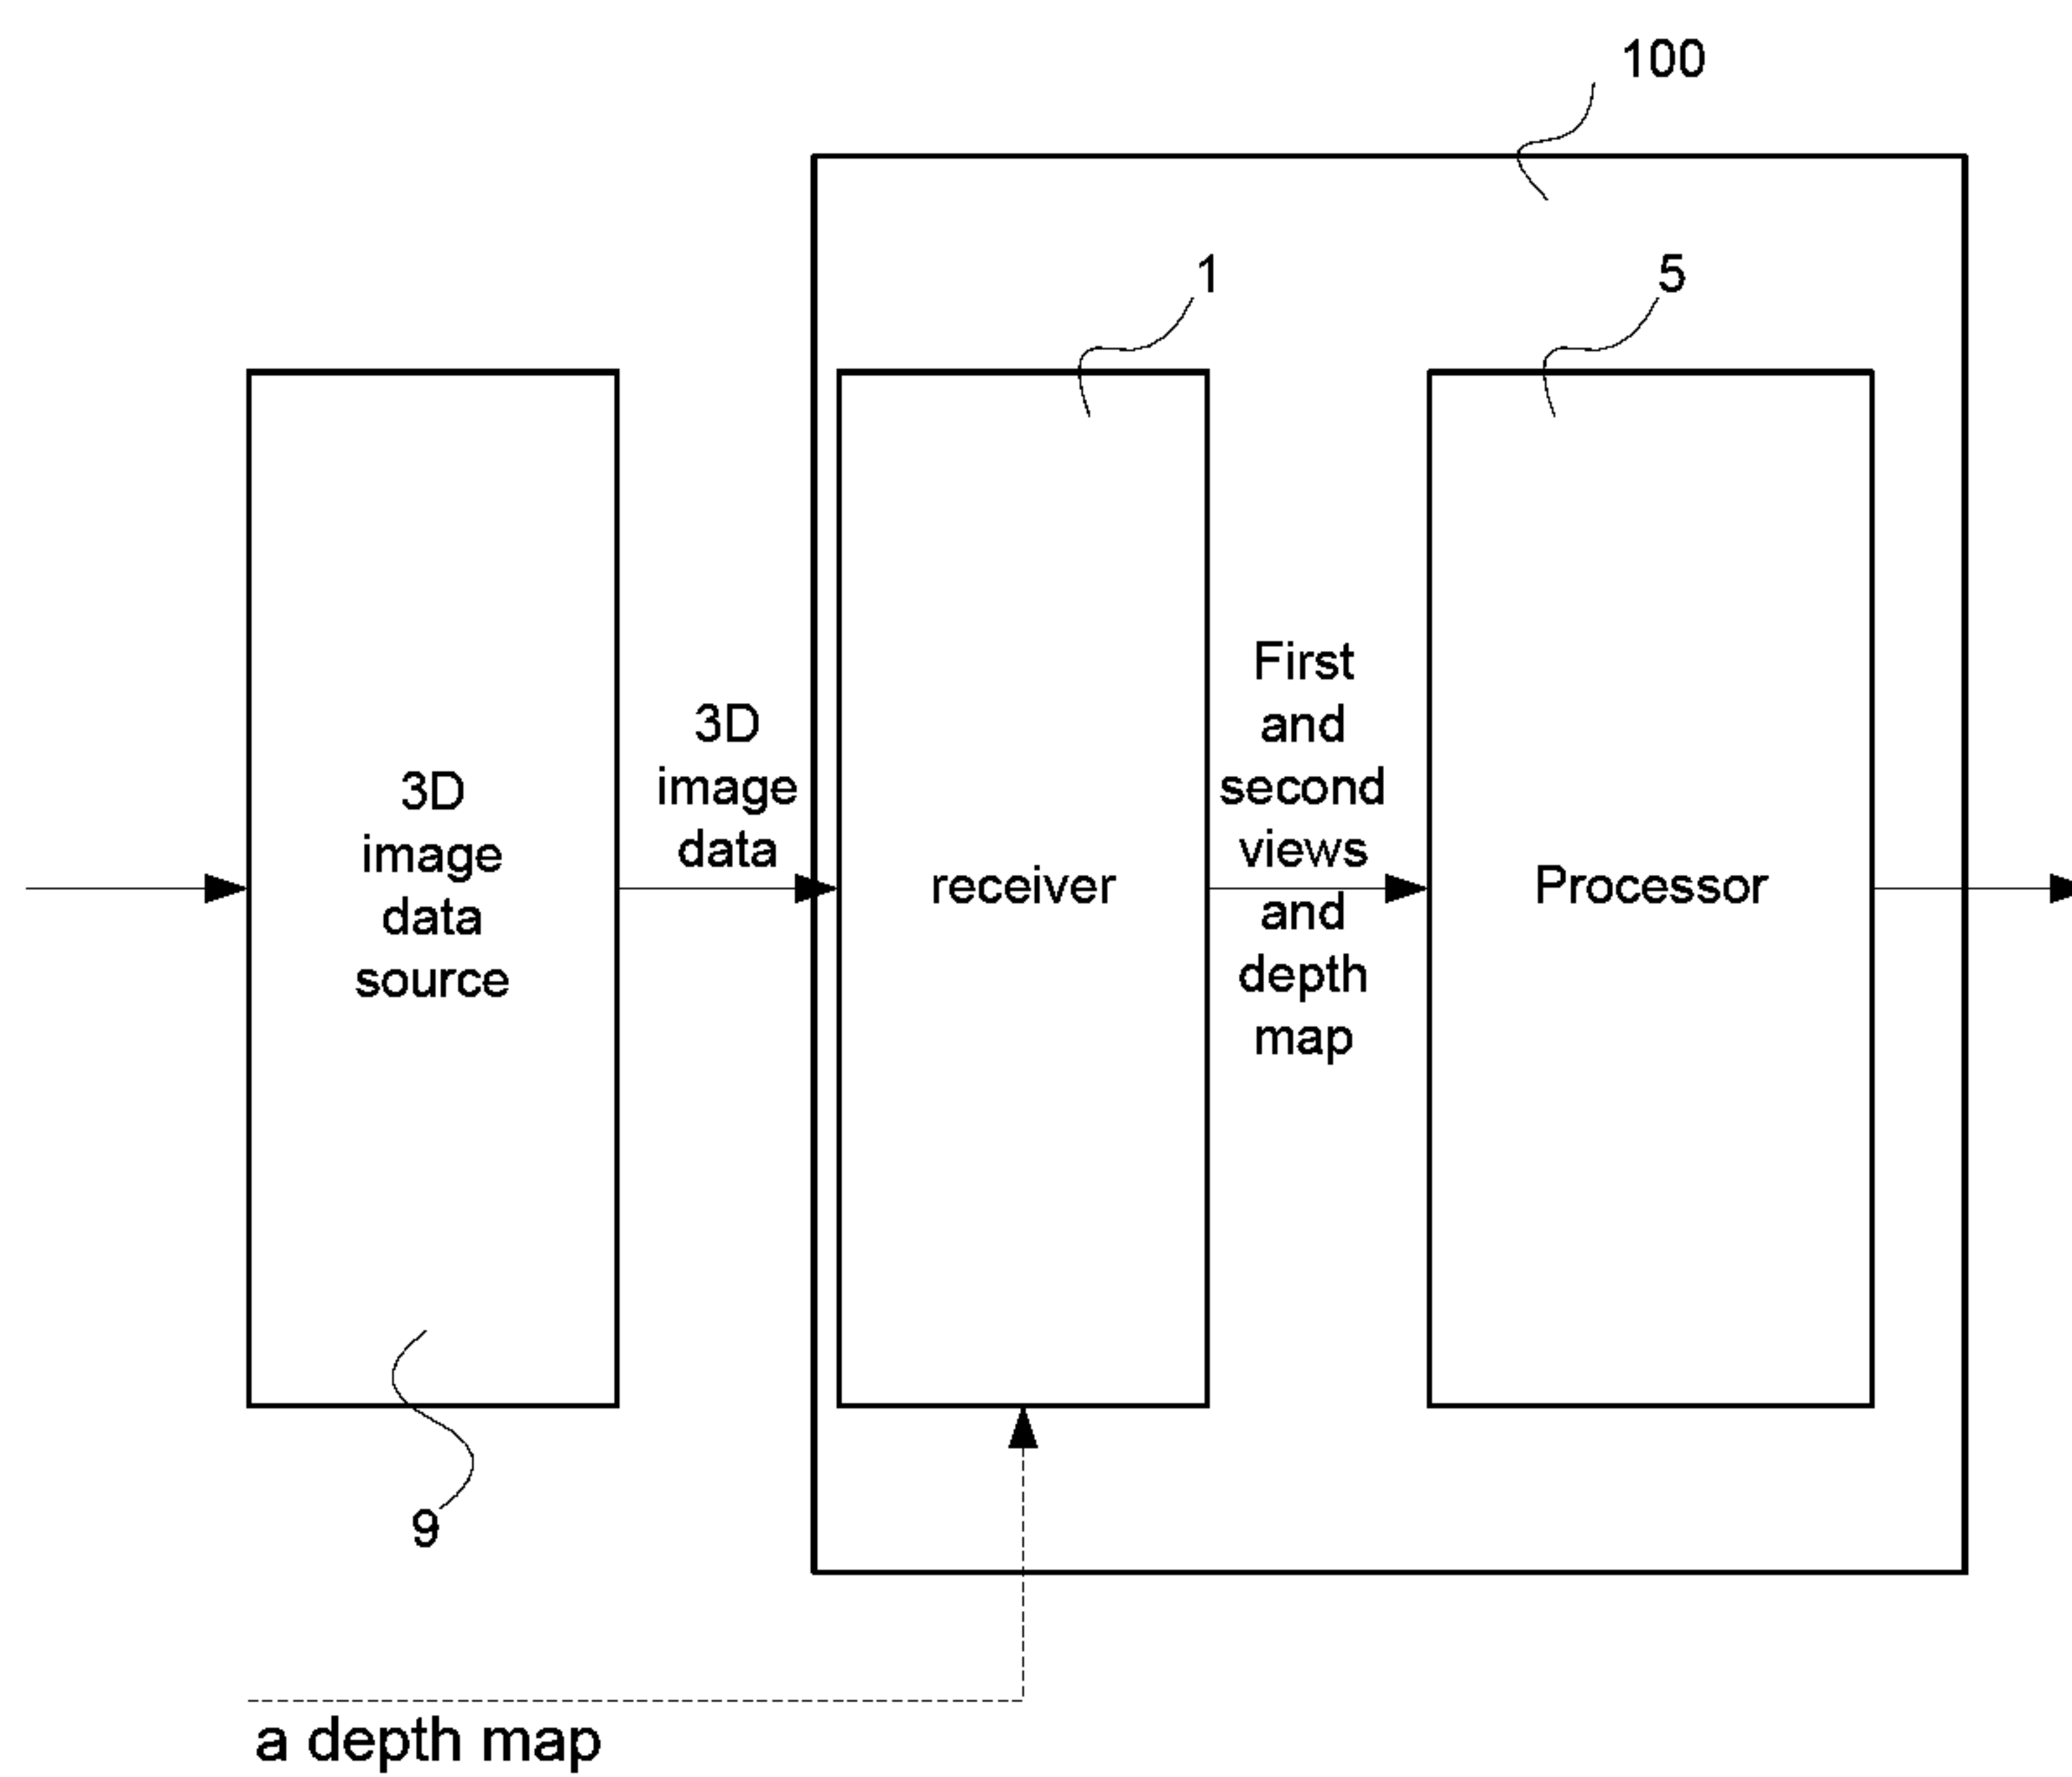 100
1
5
3D
image
data
source
3D
image
data
receiver
First
and
second
views
and
depth
map
Processor
9
a depth map